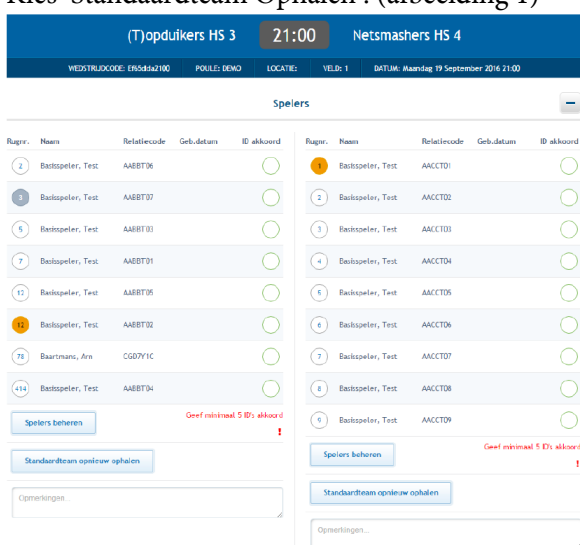 Kies 'Standaardteam Ophalen'. (afbeelding 1)
(T)opduikers HS 3 21:00 Netsmashers HS 4
WEDSTRIJDCODE: Ef65dda2100 POULE: DEMO LOCATIE: VELD: 1 DATUM: Maandag 19 September 2016 21:00
Spelers
Rugnr. Naam Relatiecode Geb.datum ID akkoord
2 Basisspeler, Test AABBT06
3 Basisspeler, Test AABBT07
5 Basisspeler, Test AABBT03
7 Basisspeler, Test AABBT01
12 Basisspeler, Test AABBT05
12 Basisspeler, Test AABBT02
78 Baartmans, Arn CGD7Y1C
414 Basisspeler, Test AABBT04
Spelers beheren
Geef minimaal 5 ID's akkoord
!
Standaardteam opnieuw ophalen
Opmerkingen...
Rugnr. Naam Relatiecode Geb.datum ID akkoord
1 Basisspeler, Test AACCT01
2 Basisspeler, Test AACCT02
3 Basisspeler, Test AACCT03
4 Basisspeler, Test AACCT04
5 Basisspeler, Test AACCT05
6 Basisspeler, Test AACCT06
7 Basisspeler, Test AACCT07
8 Basisspeler, Test AACCT08
9 Basisspeler, Test AACCT09
Spelers beheren
Geef minimaal 5 ID's akkoord
!
Standaardteam opnieuw ophalen
Opmerkingen...